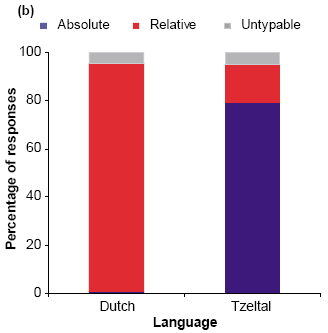 (b)
Absolute Relative Untypable
100
80
60
40
20
0
Percentage of responses
Dutch Tzeltal
Language